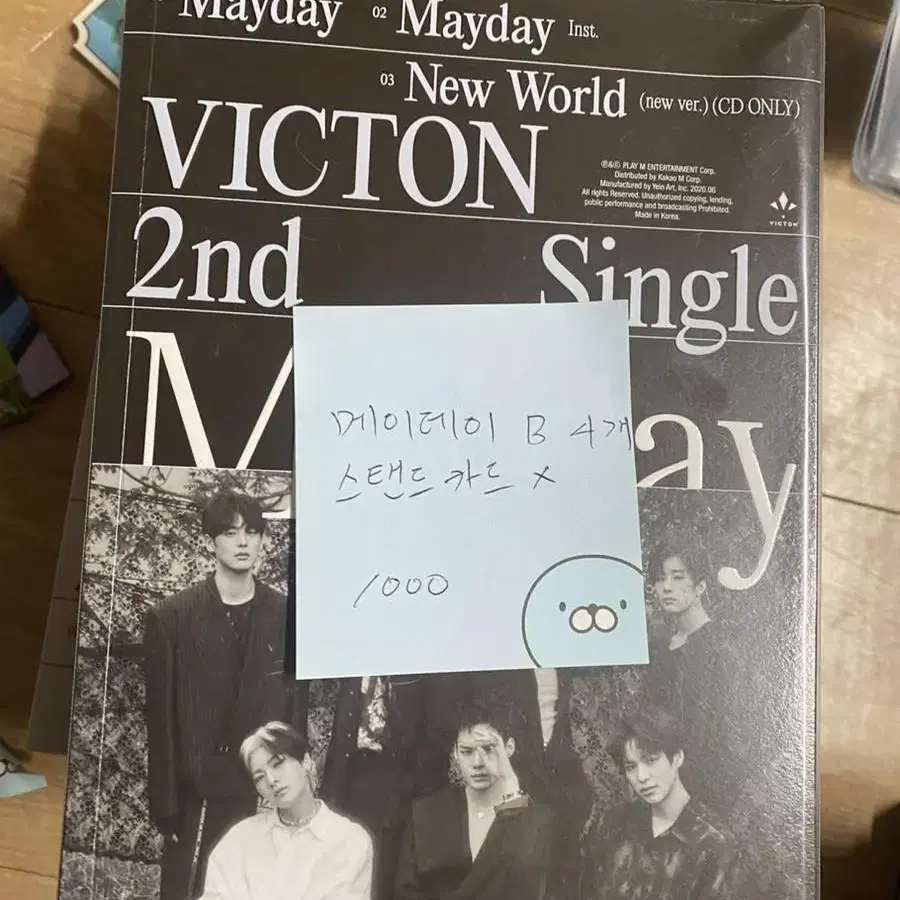 Mayday 02 Mayday Inst.
03 New World (new ver.) (CD ONLY)
VICTON
℗&© PLAY M ENTERTAINMENT Corp.
Distributed by Kakao M Corp.
Manufactured by Yein Art, Inc. 2020.06
All rights Reserved. Unauthorized copying, lending,
public performance and broadcasting Prohibited.
Made in Korea.
VICTON
2nd Single
M ay
메이데이 B 4개
스탠드 카드 X
1000